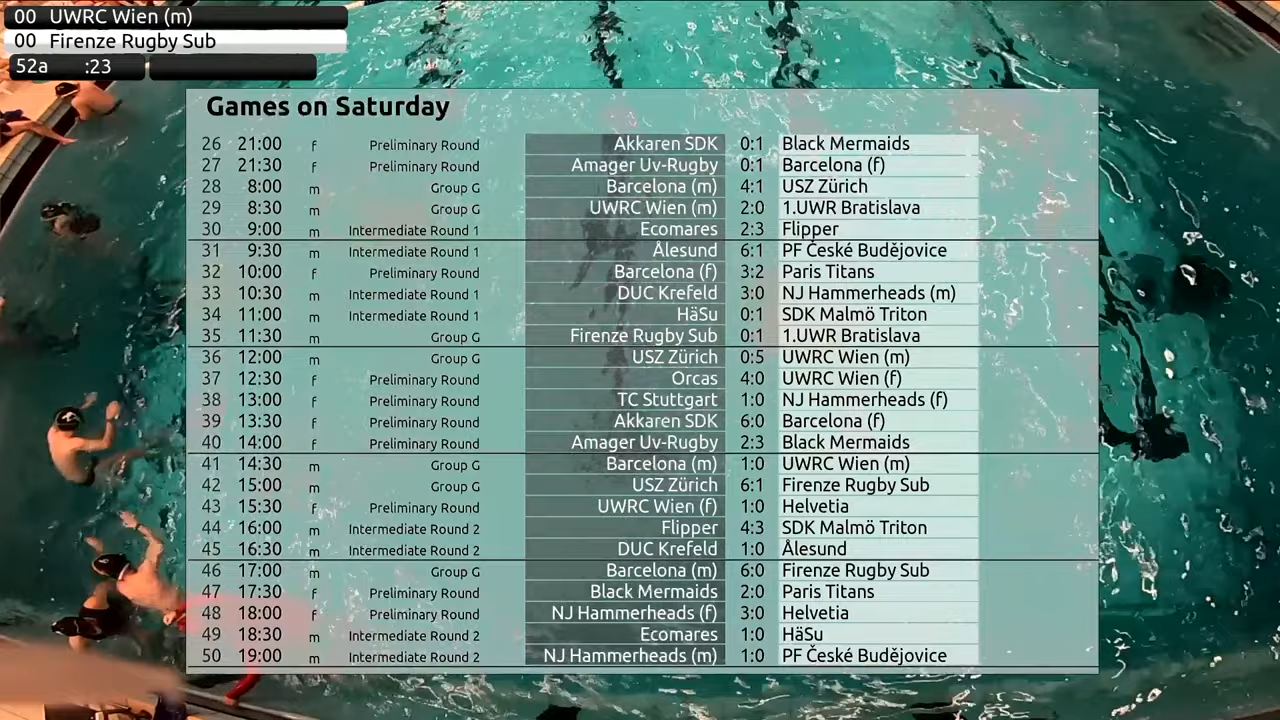 00 UWRC Wien (m)
00 Firenze Rugby Sub
52a :23
Games on Saturday
26 21:00 f Preliminary Round Akkaren SDK 0:1 Black Mermaids
27 21:30 f Preliminary Round Amager Uv-Rugby 0:1 Barcelona (f)
28 8:00 m Group G Barcelona (m) 4:1 USZ Zürich
29 8:30 m Group G UWRC Wien (m) 2:0 1.UWR Bratislava
30 9:00 m Intermediate Round 1 Ecomares 2:3 Flipper
31 9:30 m Intermediate Round 1 Ålesund 6:1 PF České Budějovice
32 10:00 f Preliminary Round Barcelona (f) 3:2 Paris Titans
33 10:30 m Intermediate Round 1 DUC Krefeld 3:0 NJ Hammerheads (m)
34 11:00 m Intermediate Round 1 HäSu 0:1 SDK Malmö Triton
35 11:30 m Group G Firenze Rugby Sub 0:1 1.UWR Bratislava
36 12:00 m Group G USZ Zürich 0:5 UWRC Wien (m)
37 12:30 f Preliminary Round Orcas 4:0 UWRC Wien (f)
38 13:00 f Preliminary Round TC Stuttgart 1:0 NJ Hammerheads (f)
39 13:30 f Preliminary Round Akkaren SDK 6:0 Barcelona (f)
40 14:00 f Preliminary Round Amager Uv-Rugby 2:3 Black Mermaids
41 14:30 m Group G Barcelona (m) 1:0 UWRC Wien (m)
42 15:00 m Group G USZ Zürich 6:1 Firenze Rugby Sub
43 15:30 f Preliminary Round UWRC Wien (f) 1:0 Helvetia
44 16:00 m Intermediate Round 2 Flipper 4:3 SDK Malmö Triton
45 16:30 m Intermediate Round 2 DUC Krefeld 1:0 Ålesund
46 17:00 m Group G Barcelona (m) 6:0 Firenze Rugby Sub
47 17:30 f Preliminary Round Black Mermaids 2:0 Paris Titans
48 18:00 f Preliminary Round NJ Hammerheads (f) 3:0 Helvetia
49 18:30 m Intermediate Round 2 Ecomares 1:0 HäSu
50 19:00 m Intermediate Round 2 NJ Hammerheads (m) 1:0 PF České Budějovice